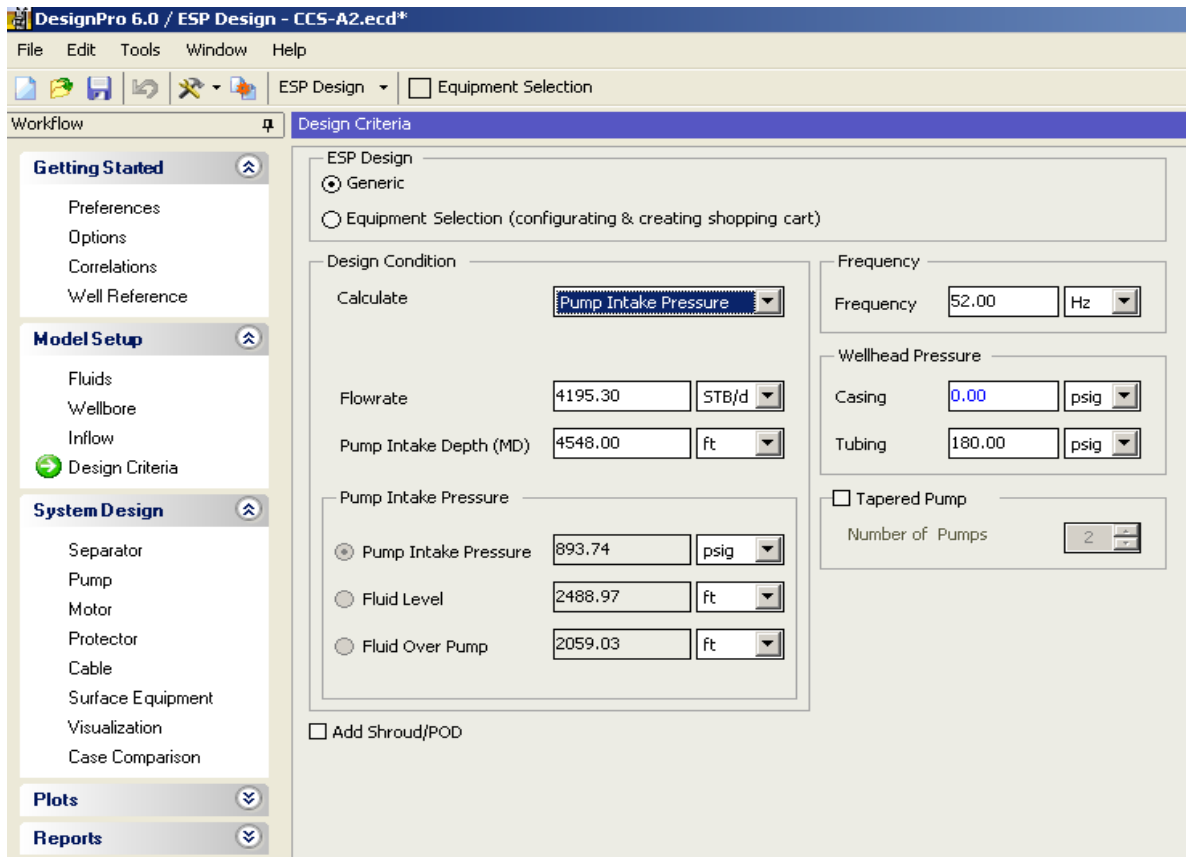 DesignPro 6.0 / ESP Design - CCS-A2.ecd*
File Edit Tools Window Help
ESP Design Equipment Selection
Workflow
Design Criteria
Getting Started
Preferences
Options
Correlations
Well Reference
Model Setup
Fluids
Wellbore
Inflow
Design Criteria
System Design
Separator
Pump
Motor
Protector
Cable
Surface Equipment
Visualization
Case Comparison
Plots
Reports
ESP Design
Generic
Equipment Selection (configurating & creating shopping cart)
Design Condition
Calculate Pump Intake Pressure
Flowrate 4195.30 STB/d
Pump Intake Depth (MD) 4548.00 ft
Pump Intake Pressure
Pump Intake Pressure 893.74 psig
Fluid Level 2488.97 ft
Fluid Over Pump 2059.03 ft
Add Shroud/POD
Frequency
Frequency 52.00 Hz
Wellhead Pressure
Casing 0.00 psig
Tubing 180.00 psig
Tapered Pump
Number of Pumps 2